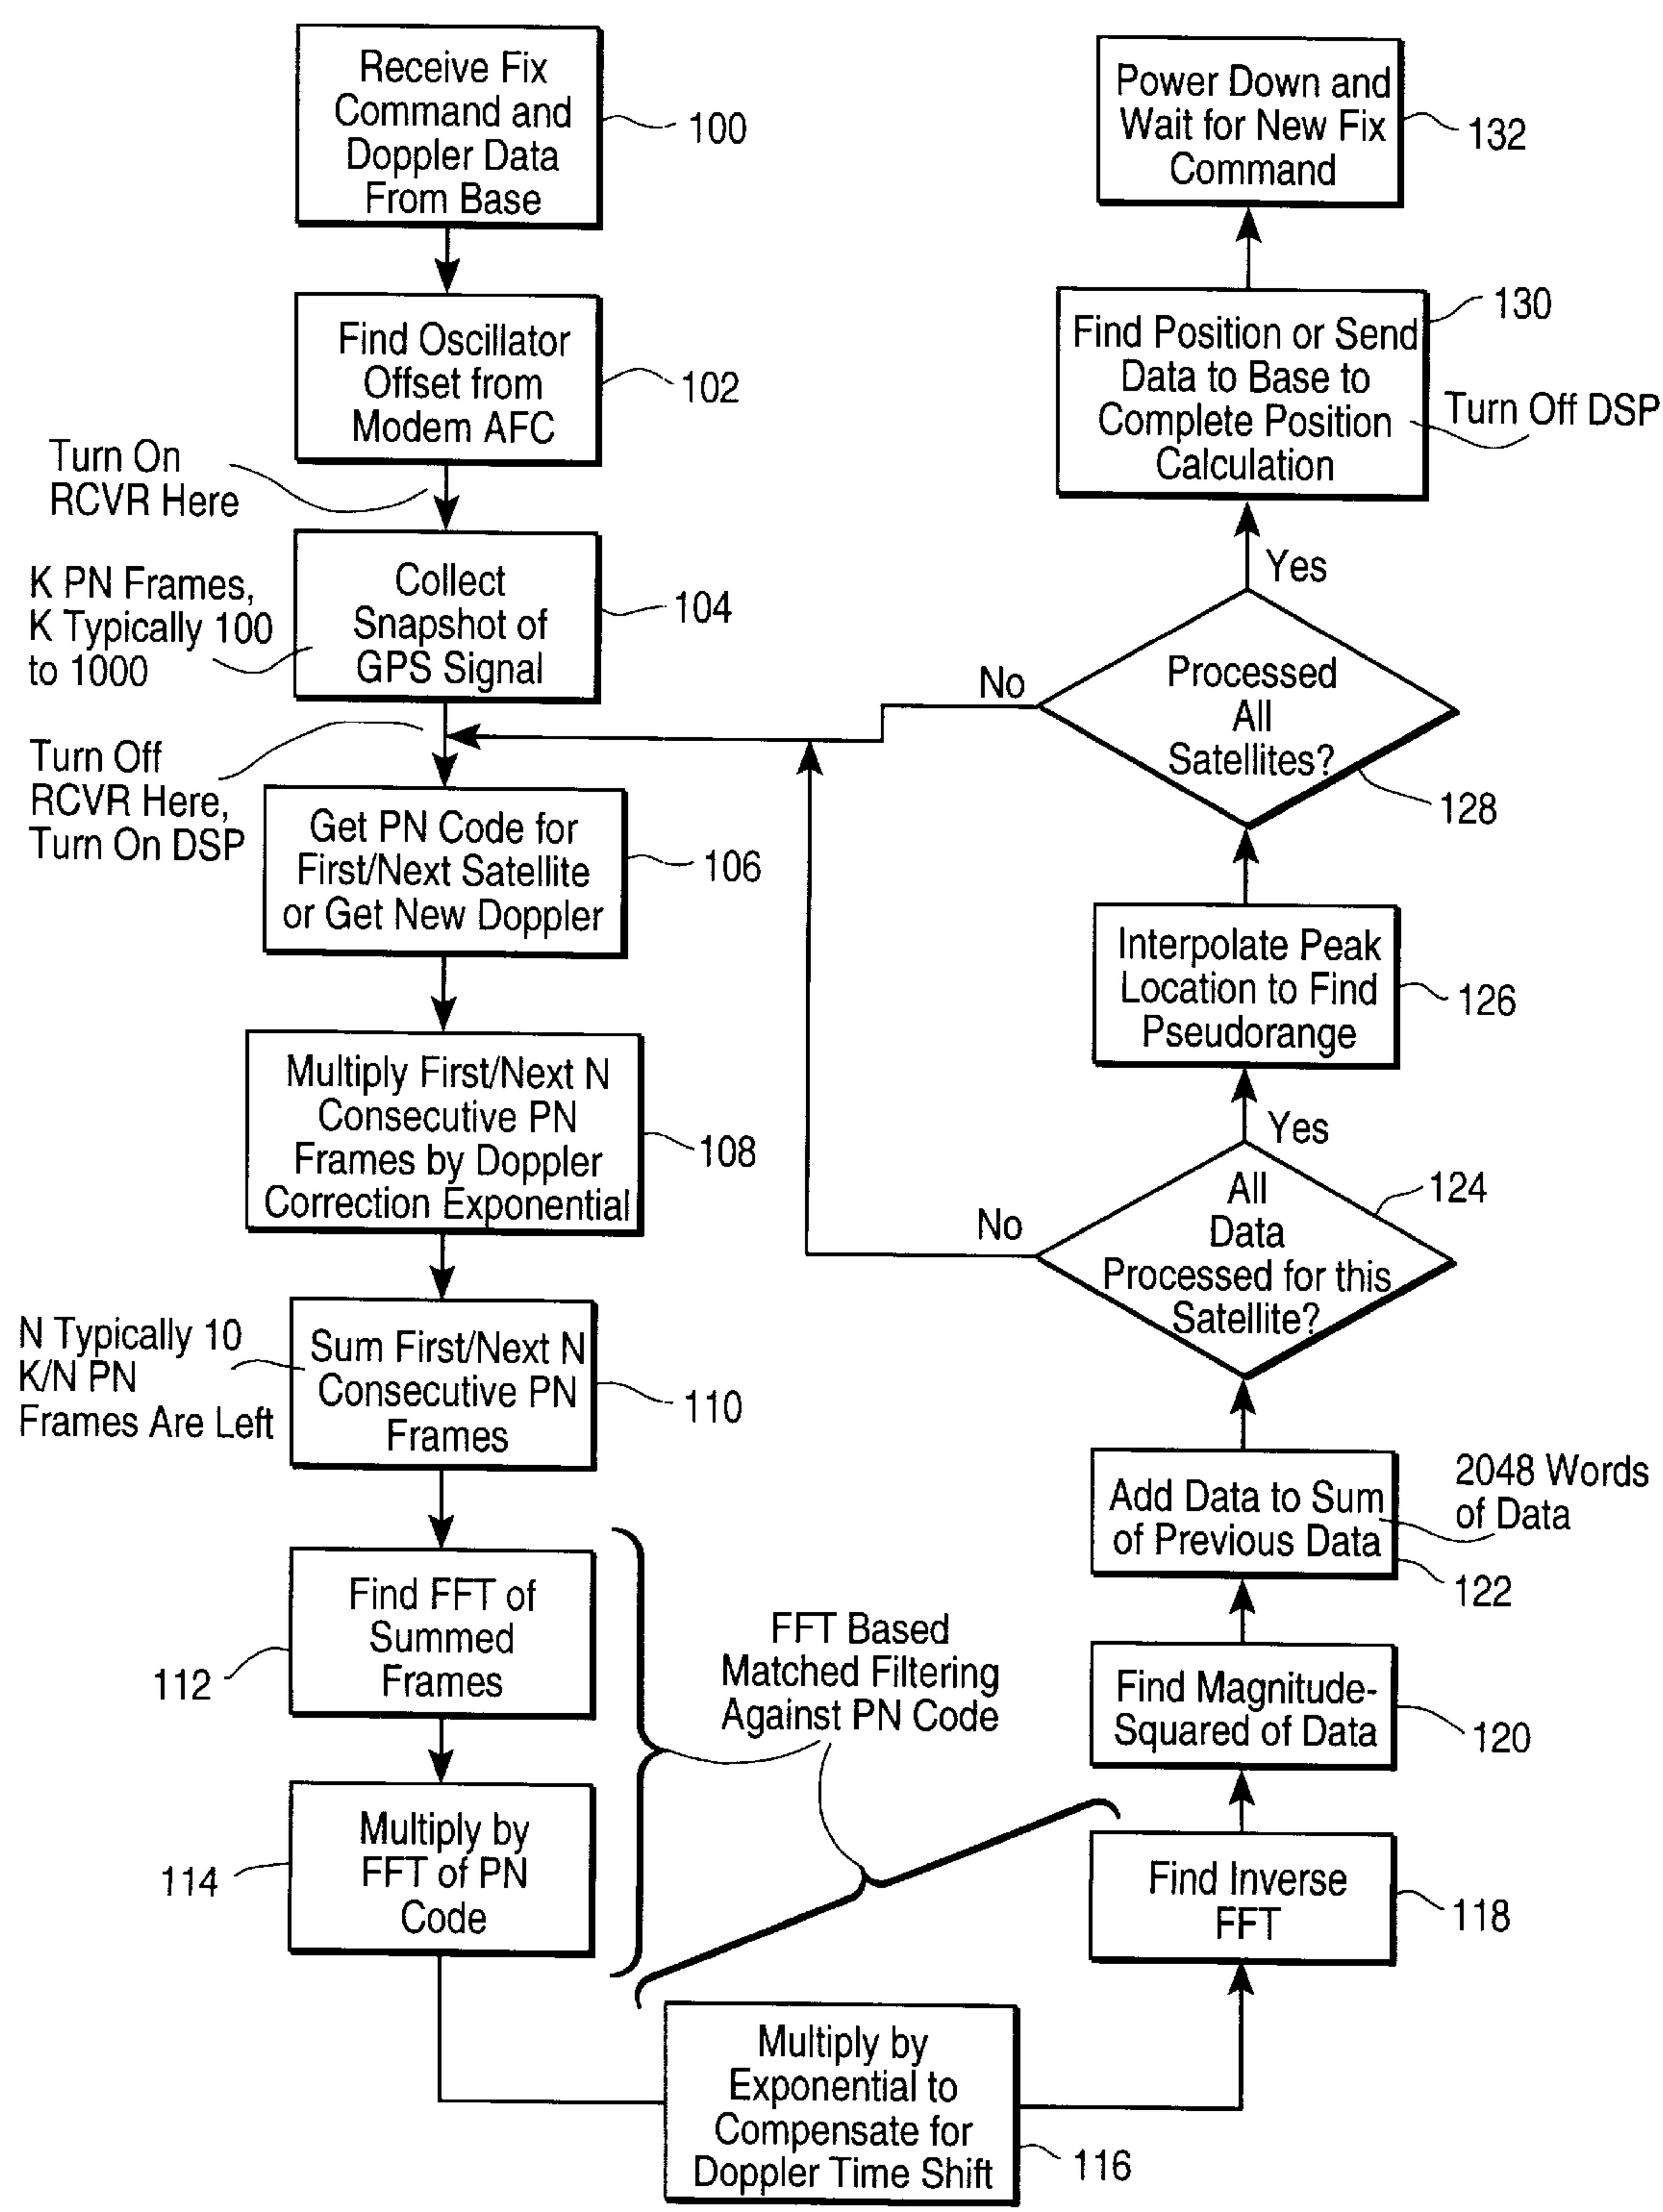 Receive Fix
Command and
Doppler Data
From Base
100
Find Oscillator
Offset from
Modem AFC
102
Turn On
RCVR Here
Collect
Snapshot of
GPS Signal
104
K PN Frames,
K Typically 100
to 1000
Turn Off
RCVR Here,
Turn On DSP
Get PN Code for
First/Next Satellite
or Get New Doppler
106
Multiply First/Next N
Consecutive PN
Frames by Doppler
Correction Exponential
108
N Typically 10
K/N PN
Frames Are Left
Sum First/Next N
Consecutive PN
Frames
110
Find FFT of
Summed
Frames
112
Multiply by
FFT of PN
Code
114
FFT Based
Matched Filtering
Against PN Code
Multiply by
Exponential to
Compensate for
Doppler Time Shift
116
Find Inverse
FFT
118
Find Magnitude-
Squared of Data
120
Add Data to Sum
of Previous Data
2048 Words
of Data
122
All
Data
Processed for this
Satellite?
124
No
Yes
Interpolate Peak
Location to Find
Pseudorange
126
Processed
All
Satellites?
128
No
Yes
Find Position or Send
Data to Base to
Complete Position
Calculation
130
Turn Off DSP
Power Down and
Wait for New Fix
Command
132